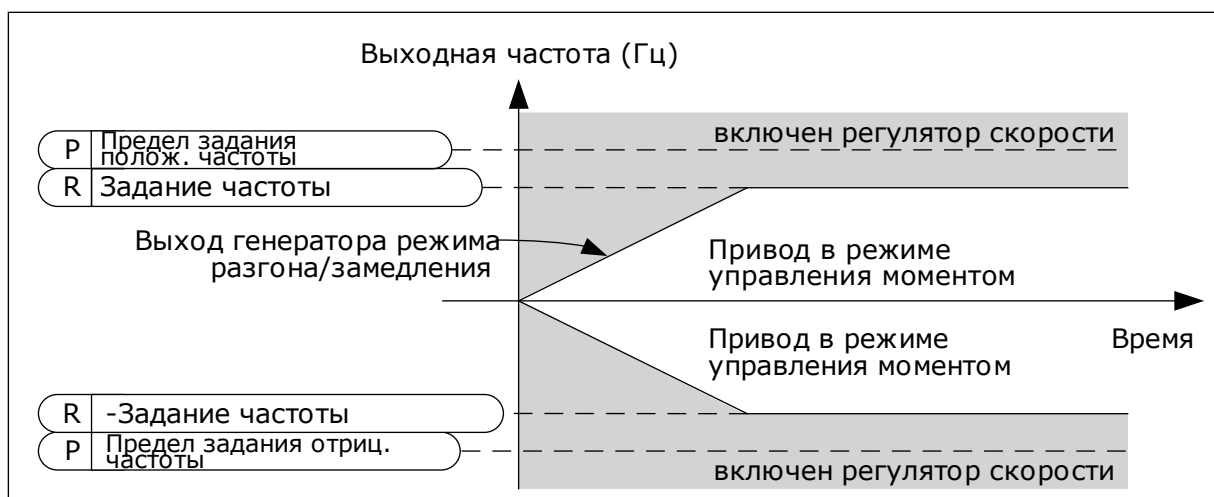 Выходная частота (Гц)
включен регулятор скорости
P Предел задания
полож. частоты
R Задание частоты
Выход генератора режима
разгона/замедления
Привод в режиме
управления моментом
Привод в режиме
управления моментом
Время
R -Задание частоты
P Предел задания отриц.
частоты
включен регулятор скорости